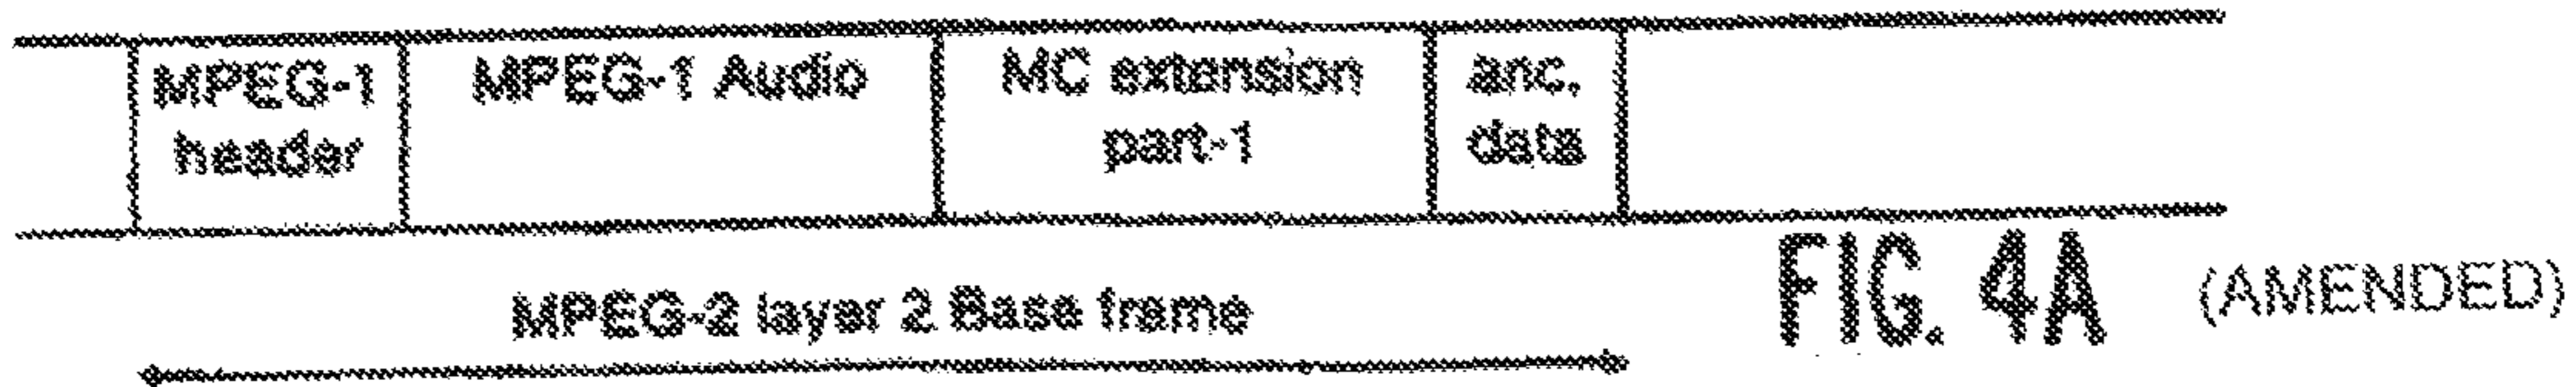 MPEG-1 header
MPEG-1 Audio
MC extension part-1
anc. data
MPEG-2 layer 2 Base frame
FIG. 4A (AMENDED)